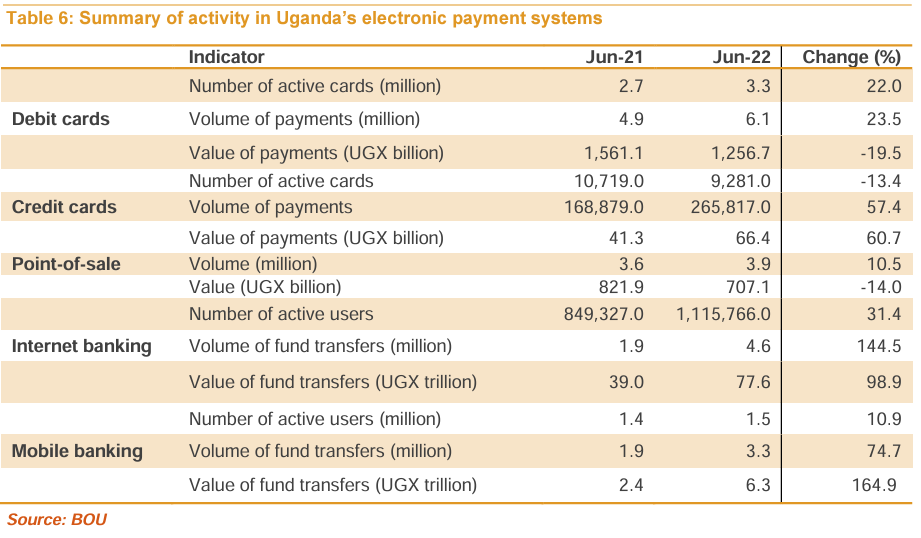 Table 6: Summary of activity in Uganda’s electronic payment systems
Indicator Jun-21 Jun-22 Change (%)
Number of active cards (million) 2.7 3.3 22.0
Debit cards Volume of payments (million) 4.9 6.1 23.5
Value of payments (UGX billion) 1,561.1 1,256.7 -19.5
Number of active cards 10,719.0 9,281.0 -13.4
Credit cards Volume of payments 168,879.0 265,817.0 57.4
Value of payments (UGX billion) 41.3 66.4 60.7
Point-of-sale Volume (million) 3.6 3.9 10.5
Value (UGX billion) 821.9 707.1 -14.0
Number of active users 849,327.0 1,115,766.0 31.4
Internet banking Volume of fund transfers (million) 1.9 4.6 144.5
Value of fund transfers (UGX trillion) 39.0 77.6 98.9
Number of active users (million) 1.4 1.5 10.9
Mobile banking Volume of fund transfers (million) 1.9 3.3 74.7
Value of fund transfers (UGX trillion) 2.4 6.3 164.9
Source: BOU